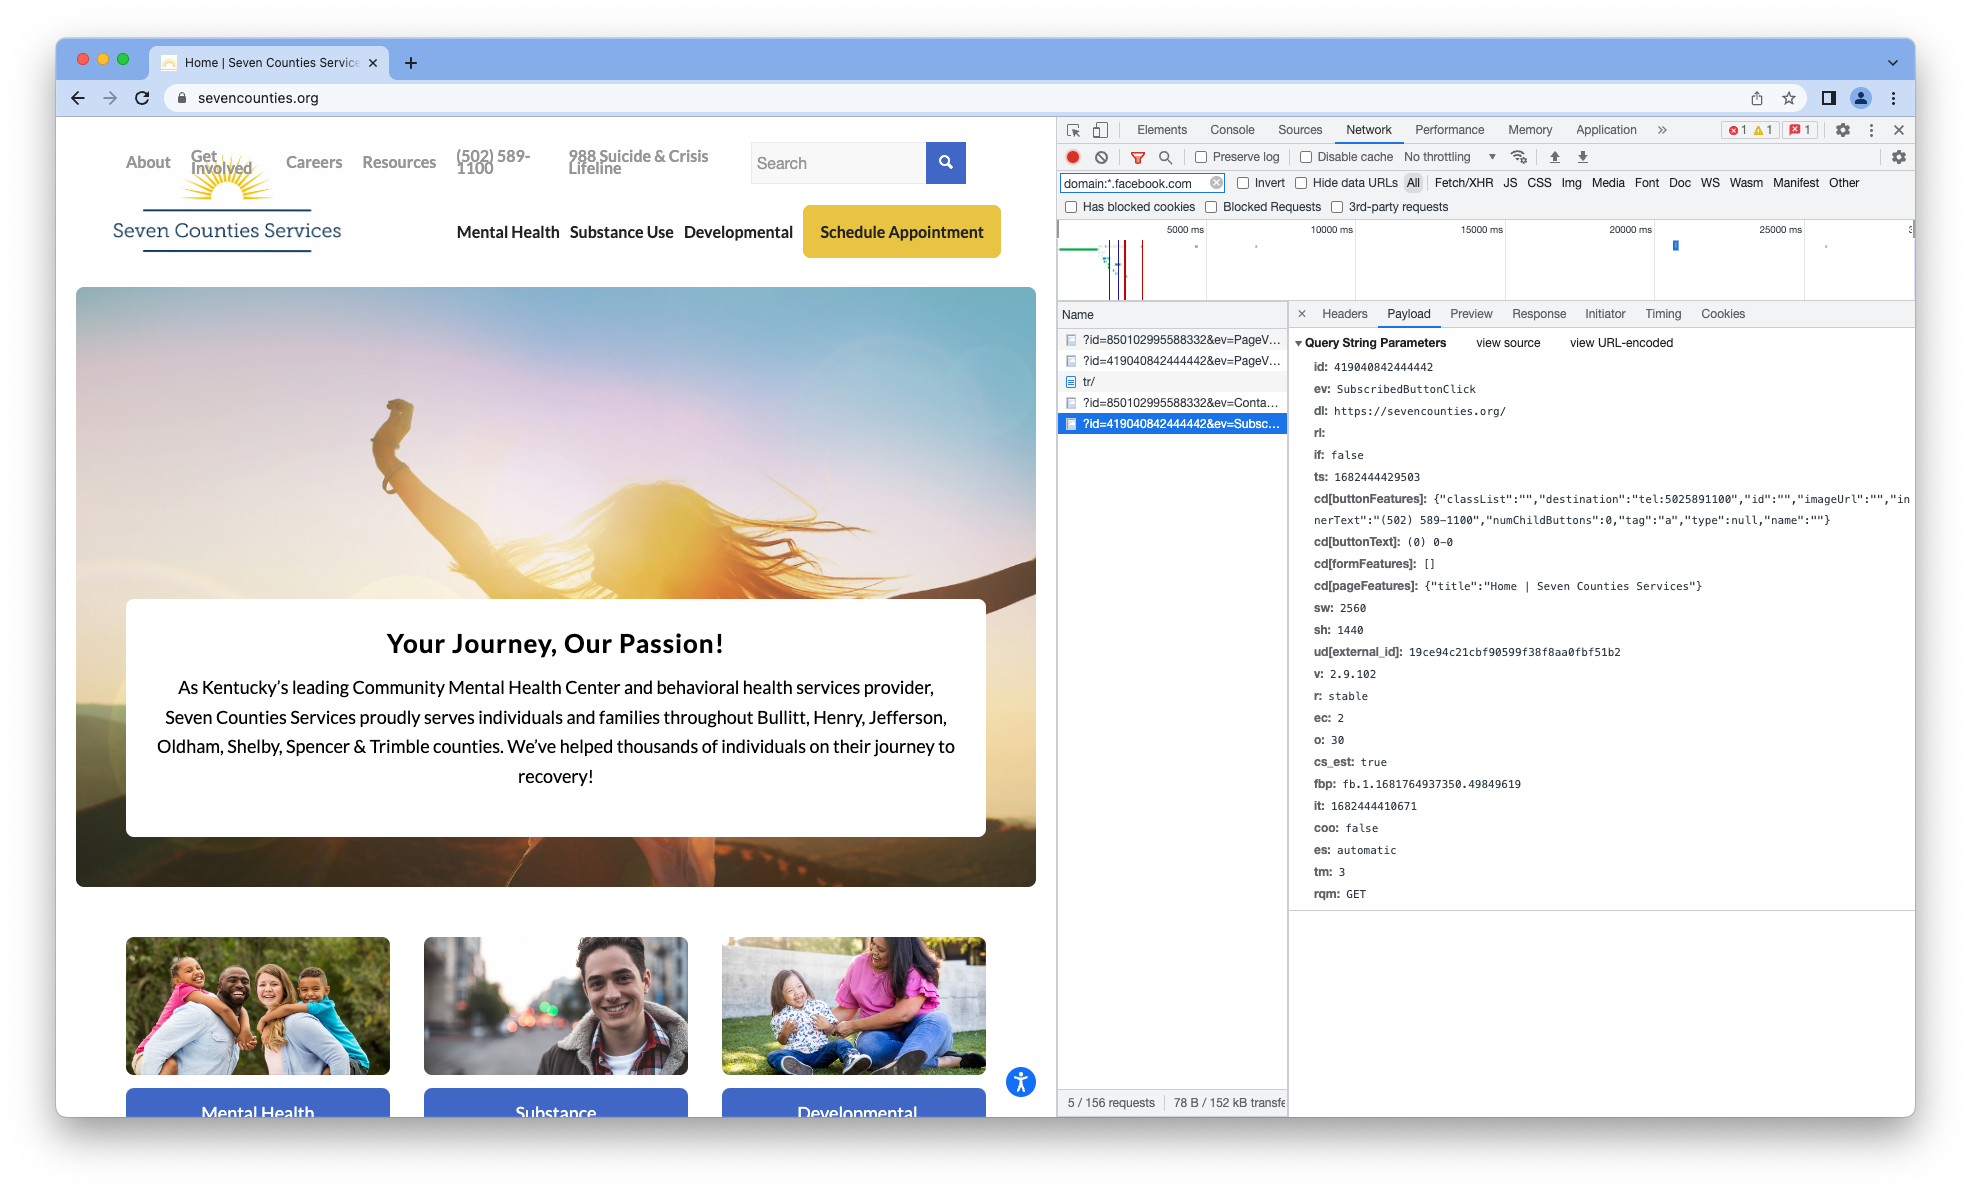 Home | Seven Counties Service
sevencounties.org
About
Get Involved
Careers
Resources
(502) 589-1100
988 Suicide & Crisis Lifeline
Search
Seven Counties Services
Mental Health
Substance Use
Developmental
Schedule Appointment
Your Journey, Our Passion!
As Kentucky’s leading Community Mental Health Center and behavioral health services provider,
Seven Counties Services proudly serves individuals and families throughout Bullitt, Henry, Jefferson,
Oldham, Shelby, Spencer & Trimble counties. We’ve helped thousands of individuals on their journey to
recovery!
Mental Health
Substance
Developmental
Elements Console Sources Network Performance Memory Application » 1 1 1
Preserve log Disable cache No throttling
domain:*.facebook.com Invert Hide data URLs All Fetch/XHR JS CSS Img Media Font Doc WS Wasm Manifest Other
Has blocked cookies Blocked Requests 3rd-party requests
5000 ms 10000 ms 15000 ms 20000 ms 25000 ms
Name
?id=850102995588332&ev=PageV...
?id=419040842444442&ev=PageV...
tr/
?id=850102995588332&ev=Conta...
?id=419040842444442&ev=Subsc...
5 / 156 requests 78 B / 152 kB transfe
Headers Payload Preview Response Initiator Timing Cookies
Query String Parameters view source view URL-encoded
id: 419040842444442
ev: SubscribedButtonClick
dl: https://sevencounties.org/
rl:
if: false
ts: 1682444429503
cd[buttonFeatures]: {"classList":"","destination":"tel:5025891100","id":"","imageUrl":"","in
nerText":"(502) 589-1100","numChildButtons":0,"tag":"a","type":null,"name":""}
cd[buttonText]: (0) 0-0
cd[formFeatures]: []
cd[pageFeatures]: {"title":"Home | Seven Counties Services"}
sw: 2560
sh: 1440
ud[external_id]: 19ce94c21cbf90599f38f8aa0fbf51b2
v: 2.9.102
r: stable
ec: 2
o: 30
cs_est: true
fbp: fb.1.1681764937350.49849619
it: 1682444410671
coo: false
es: automatic
tm: 3
rqm: GET